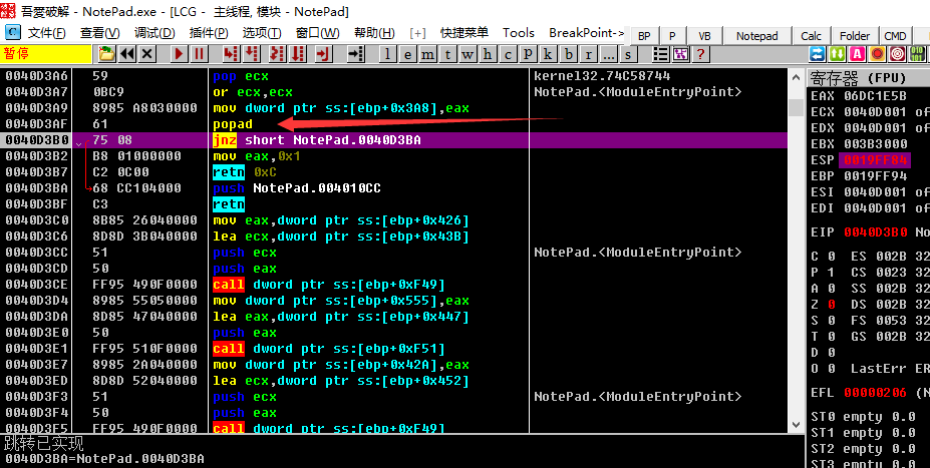 吾愛破解 - NotePad.exe - [LCG - 主线程, 模块 - NotePad]
C 文件(F) 查看(V) 调试(D) 插件(P) 选项(T) 窗口(W) 帮助(H) [+] 快捷菜单 Tools BreakPoint-> BP P VB Notepad Calc Folder CMD
暂停 l e m t w h c p k b r ... s ?
0040D3A6 59 pop ecx kernel32.74C58744
0040D3A7 0BC9 or ecx,ecx NotePad.<ModuleEntryPoint>
0040D3A9 8985 A8030000 mov dword ptr ss:[ebp+0x3A8],eax
0040D3AF 61 popad
0040D3B0 75 08 jnz short NotePad.0040D3BA
0040D3B2 B8 01000000 mov eax,0x1
0040D3B7 C2 0C00 retn 0xC
0040D3BA 68 CC104000 push NotePad.004010CC
0040D3BF C3 retn
0040D3C0 8B85 26040000 mov eax,dword ptr ss:[ebp+0x426]
0040D3C6 8D8D 3B040000 lea ecx,dword ptr ss:[ebp+0x43B]
0040D3CC 51 push ecx NotePad.<ModuleEntryPoint>
0040D3CD 50 push eax
0040D3CE FF95 490F0000 call dword ptr ss:[ebp+0xF49]
0040D3D4 8985 55050000 mov dword ptr ss:[ebp+0x555],eax
0040D3DA 8D85 47040000 lea eax,dword ptr ss:[ebp+0x447]
0040D3E0 50 push eax
0040D3E1 FF95 510F0000 call dword ptr ss:[ebp+0xF51]
0040D3E7 8985 2A040000 mov dword ptr ss:[ebp+0x42A],eax
0040D3ED 8D8D 52040000 lea ecx,dword ptr ss:[ebp+0x452]
0040D3F3 51 push ecx NotePad.<ModuleEntryPoint>
0040D3F4 50 push eax
0040D3F5 FF95 490F0000 call dword ptr ss:[ebp+0xF49]
跳转已实现
0040D3BA=NotePad.0040D3BA
寄存器 (FPU)
EAX 06DC1E5B
ECX 0040D001 of
EDX 0040D001 of
EBX 003B3000
ESP 0019FF84
EBP 0019FF94
ESI 0040D001 of
EDI 0040D001 of
EIP 0040D3B0 No
C 0 ES 002B 32
P 1 CS 0023 32
A 0 SS 002B 32
Z 0 DS 002B 32
S 0 FS 0053 32
T 0 GS 002B 32
D 0
O 0 LastErr ER
EFL 00000206 (N
ST0 empty 0.0
ST1 empty 0.0
ST2 empty 0.0
ST3 empty 0.0